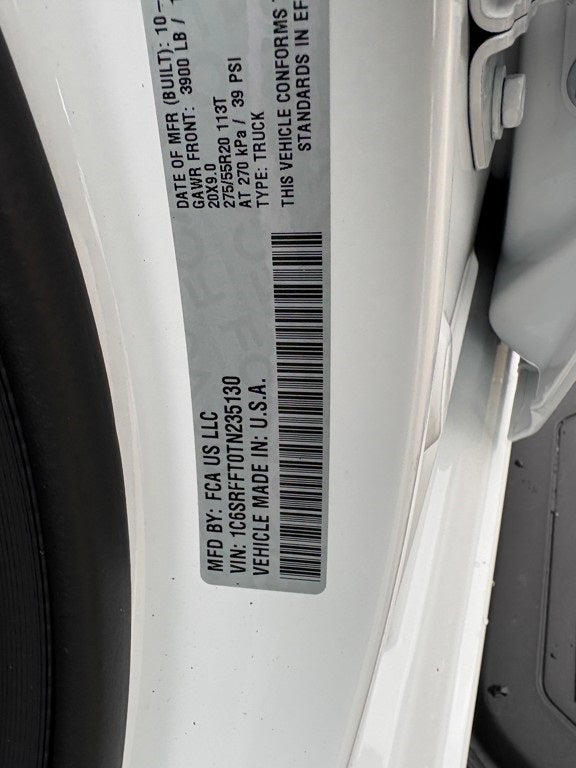 MFD BY: FCA US LLC
DATE OF MFR (BUILT): 10-
GAWR FRONT: 3900 LB /
20X9.0
275/55R20 113T
AT 270 kPa / 39 PSI
TYPE: TRUCK
VIN: 1C6SRFFT0TN235130
VEHICLE MADE IN: U.S.A.
THIS VEHICLE CONFORMS
STANDARDS IN EF